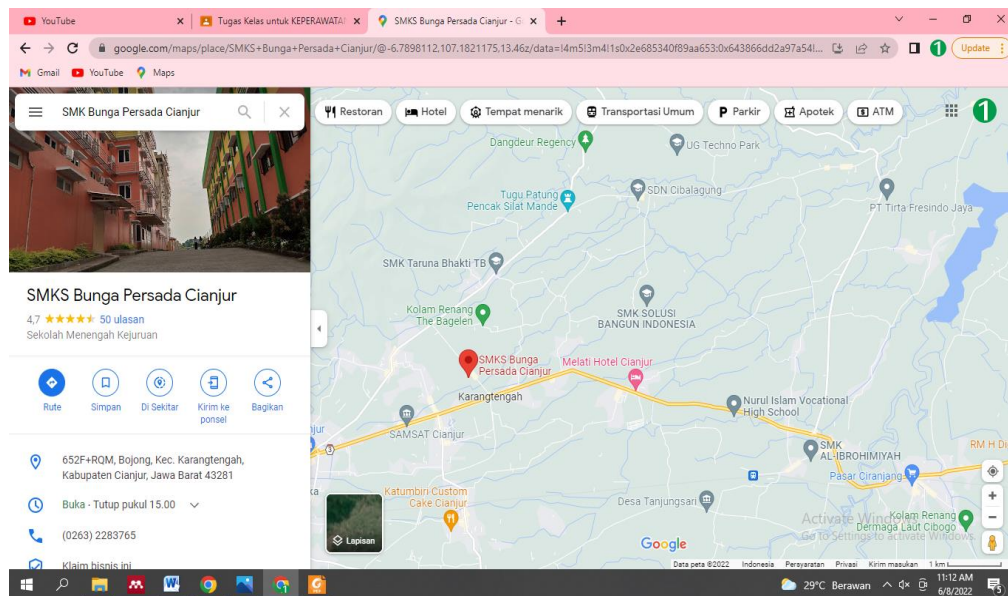 YouTube
Tugas Kelas untuk KEPERAWATA
SMKS Bunga Persada Cianjur - G
google.com/maps/place/SMKS+Bunga+Persada+Cianjur/@-6.7898112,107.1821175,13.46z/data=!4m5!3m4!1s0x2e685340f89aa653:0x643866dd2a97a54!...
1
Update
Gmail
YouTube
Maps
SMK Bunga Persada Cianjur
Restoran
Hotel
Tempat menarik
Transportasi Umum
Parkir
Apotek
ATM
1
SMKS Bunga Persada Cianjur
4,7
50 ulasan
Sekolah Menengah Kejuruan
Rute
Simpan
Di Sekitar
Kirim ke
ponsel
Bagikan
652F+RQM, Bojong, Kec. Karangtengah,
Kabupaten Cianjur, Jawa Barat 43281
Buka - Tutup pukul 15.00
(0263) 2283765
Klaim bisnis ini
Dangdeur Regency
UG Techno Park
Tugu Patung
Pencak Silat Mande
SDN Cibalagung
PT Tirta Fresindo Jaya
SMK Taruna Bhakti TB
Kolam Renang
The Bagelen
SMK SOLUSI
BANGUN INDONESIA
SMKS Bunga
Persada Cianjur
Melati Hotel Cianjur
Karangtengah
Nurul Islam Vocational
High School
SAMSAT Cianjur
jur
3
SMK
AL-IBROHIMIYAH
RM H Di
Pasar Ciranjang
Katumbiri Custom
Cake Cianjur
Desa Tanjungsari
Kolam Renang
Dermaga Laut Cibogo
Activate Windows
Go to Settings to activate Windows.
Lapisan
Google
Data peta ©2022
Indonesia
Persyaratan
Privasi
Kirim masukan
1 km
29°C Berawan
11:12 AM
6/8/2022